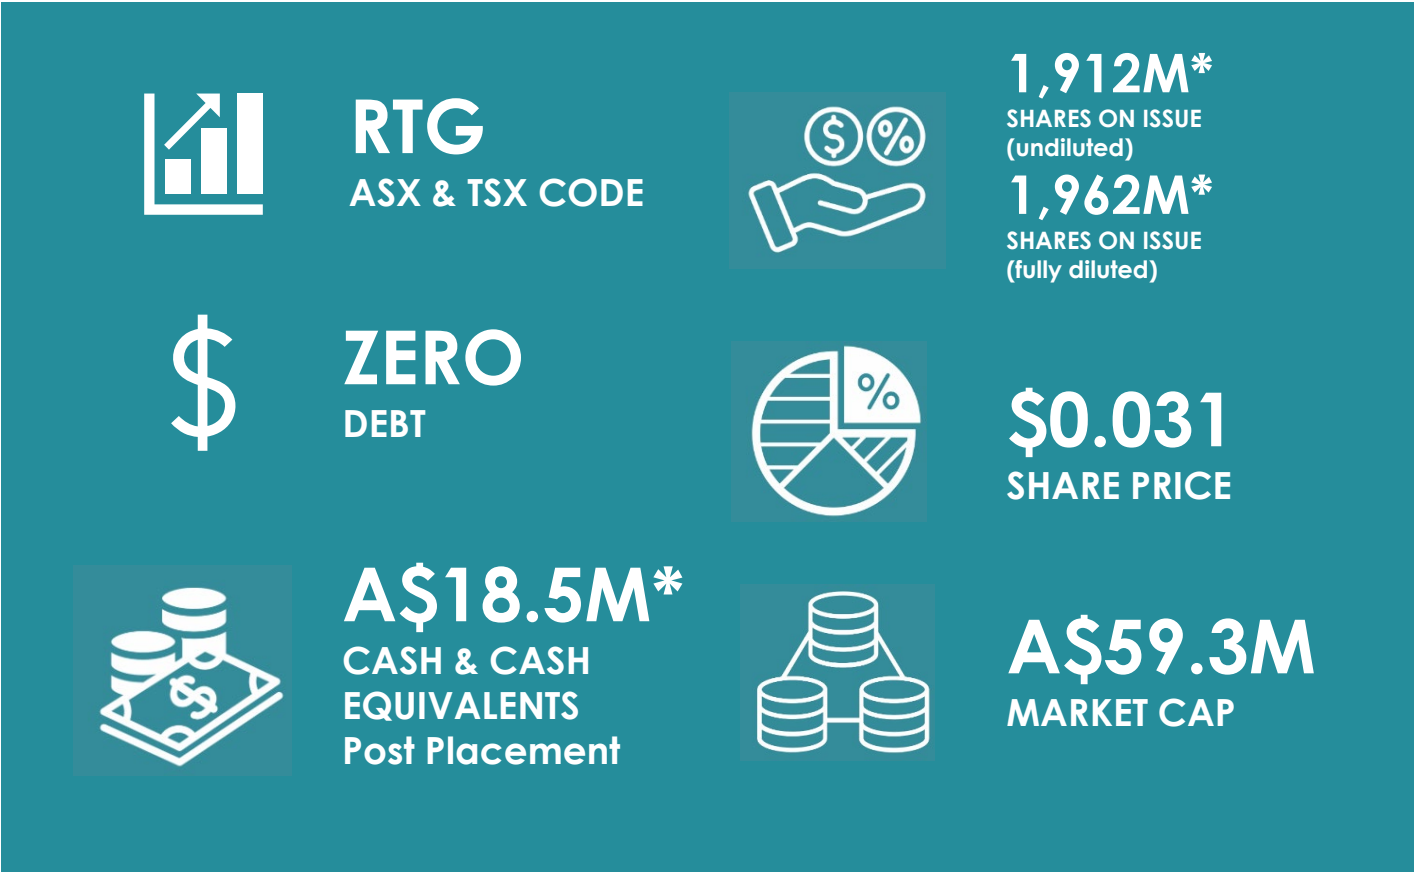 RTG
ASX & TSX CODE
1,912M*
SHARES ON ISSUE
(undiluted)
1,962M*
SHARES ON ISSUE
(fully diluted)
$ %
$
ZERO
DEBT
%
$0.031
SHARE PRICE
$
A$18.5M*
CASH & CASH
EQUIVALENTS
Post Placement
A$59.3M
MARKET CAP